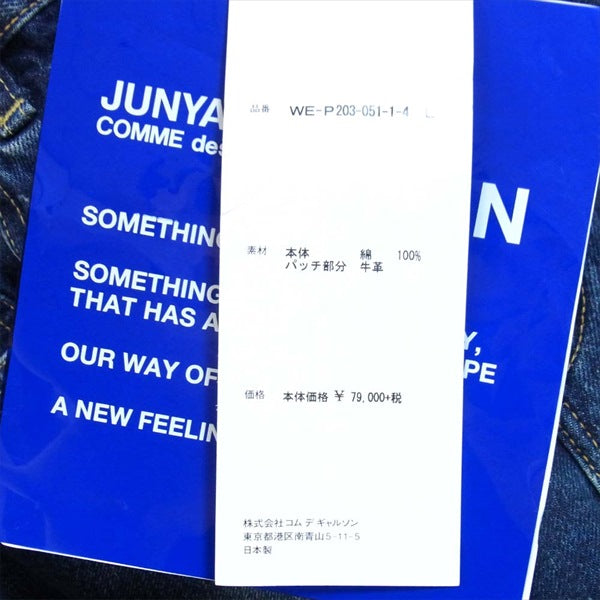 JUNYA
COMME des
N
SOMETHING
SOMETHING
THAT HAS A
Y,
OUR WAY OF
PE
A NEW FEELIN
品番 WE-P203-051-1-4 L
素材 本体 綿 100%
パッチ部分 牛革
価格 本体価格 ¥ 79,000+税
株式会社コム デ ギャルソン
東京都港区南青山5-11-5
日本製